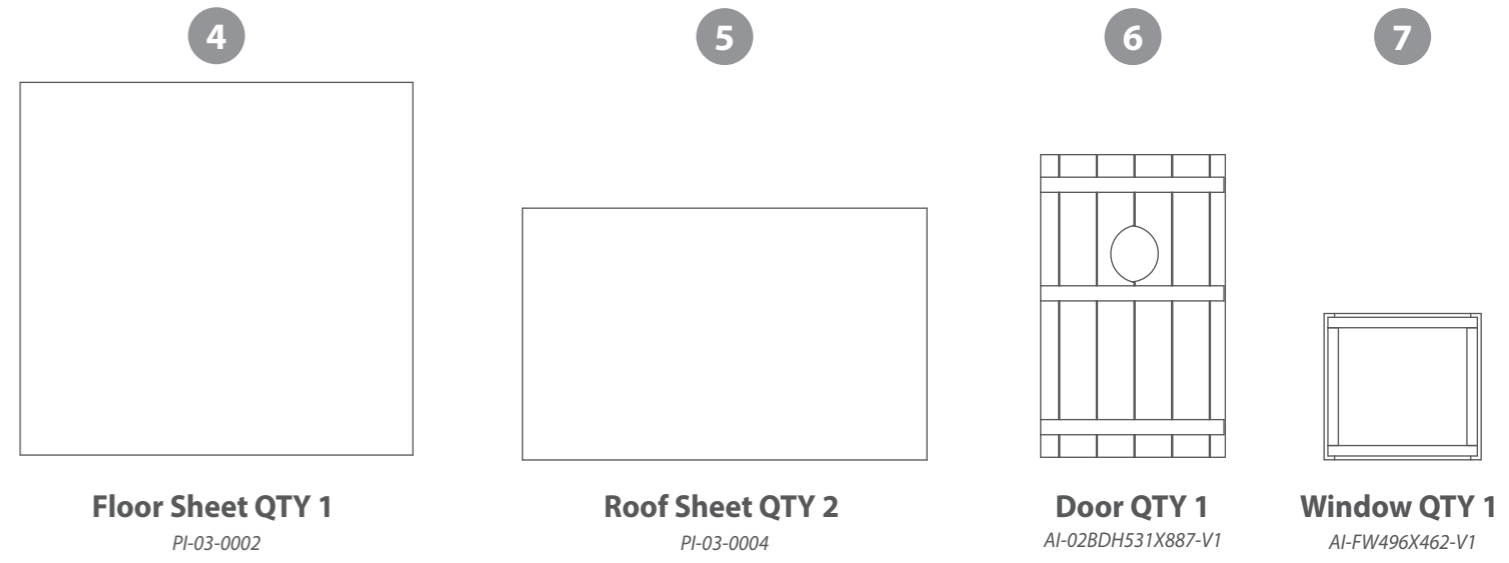 4
5
6
7
Floor Sheet QTY 1
PI-03-0002
Roof Sheet QTY 2
PI-03-0004
Door QTY 1
AI-02BDH531X887-V1
Window QTY 1
AI-FW496X462-V1